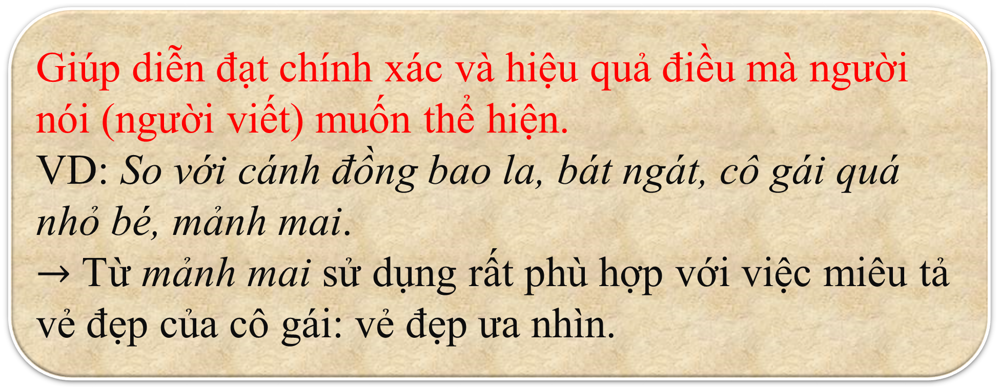 Giúp diễn đạt chính xác và hiệu quả điều mà người
nói (người viết) muốn thể hiện.
VD: So với cánh đồng bao la, bát ngát, cô gái quá
nhỏ bé, mảnh mai.
→ Từ mảnh mai sử dụng rất phù hợp với việc miêu tả
vẻ đẹp của cô gái: vẻ đẹp ưa nhìn.